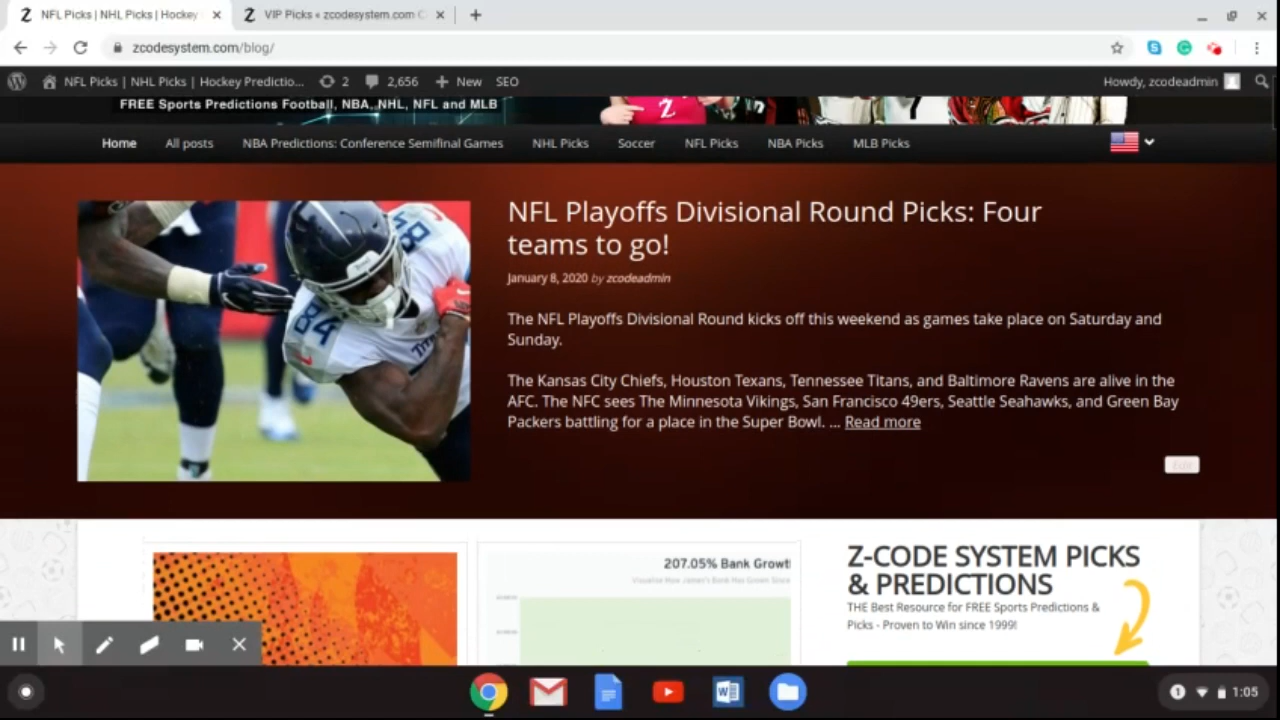 NFL Picks | NHL Picks | Hockey
VIP Picks « zcodesystem.com
zcodesystem.com/blog/
NFL Picks | NHL Picks | Hockey Predictio...
2
2,656
New
SEO
Howdy, zcodeadmin
FREE Sports Predictions Football, NBA, NHL, NFL and MLB
Home
All posts
NBA Predictions: Conference Semifinal Games
NHL Picks
Soccer
NFL Picks
NBA Picks
MLB Picks
84
84
NFL Playoffs Divisional Round Picks: Four
teams to go!
January 8, 2020 by zcodeadmin
The NFL Playoffs Divisional Round kicks off this weekend as games take place on Saturday and
Sunday.
The Kansas City Chiefs, Houston Texans, Tennessee Titans, and Baltimore Ravens are alive in the
AFC. The NFC sees The Minnesota Vikings, San Francisco 49ers, Seattle Seahawks, and Green Bay
Packers battling for a place in the Super Bowl. ... Read more
Edit
207.05% Bank Growt
Z-CODE SYSTEM PICKS
& PREDICTIONS
THE Best Resource for FREE Sports Predictions &
Picks - Proven to Win since 1999!
1
1:05